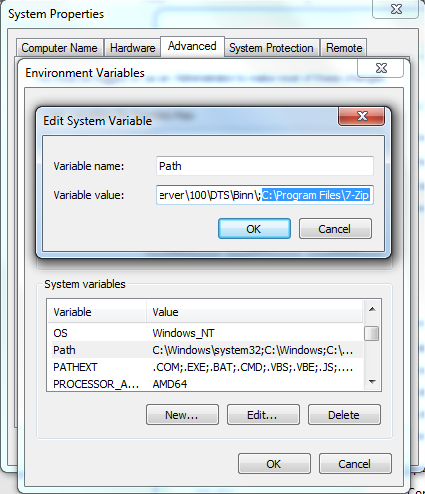 System Properties
Computer Name Hardware Advanced System Protection Remote
Environment Variables
Edit System Variable
Variable name: Path
Variable value: erver\100\DTS\Binn\;C:\Program Files\7-Zip
OK Cancel
System variables
Variable Value
OS Windows_NT
Path C:\Windows\system32;C:\Windows;C:\...
PATHEXT .COM;.EXE;.BAT;.CMD;.VBS;.VBE;.JS;....
PROCESSOR_A... AMD64
New... Edit... Delete
OK Cancel